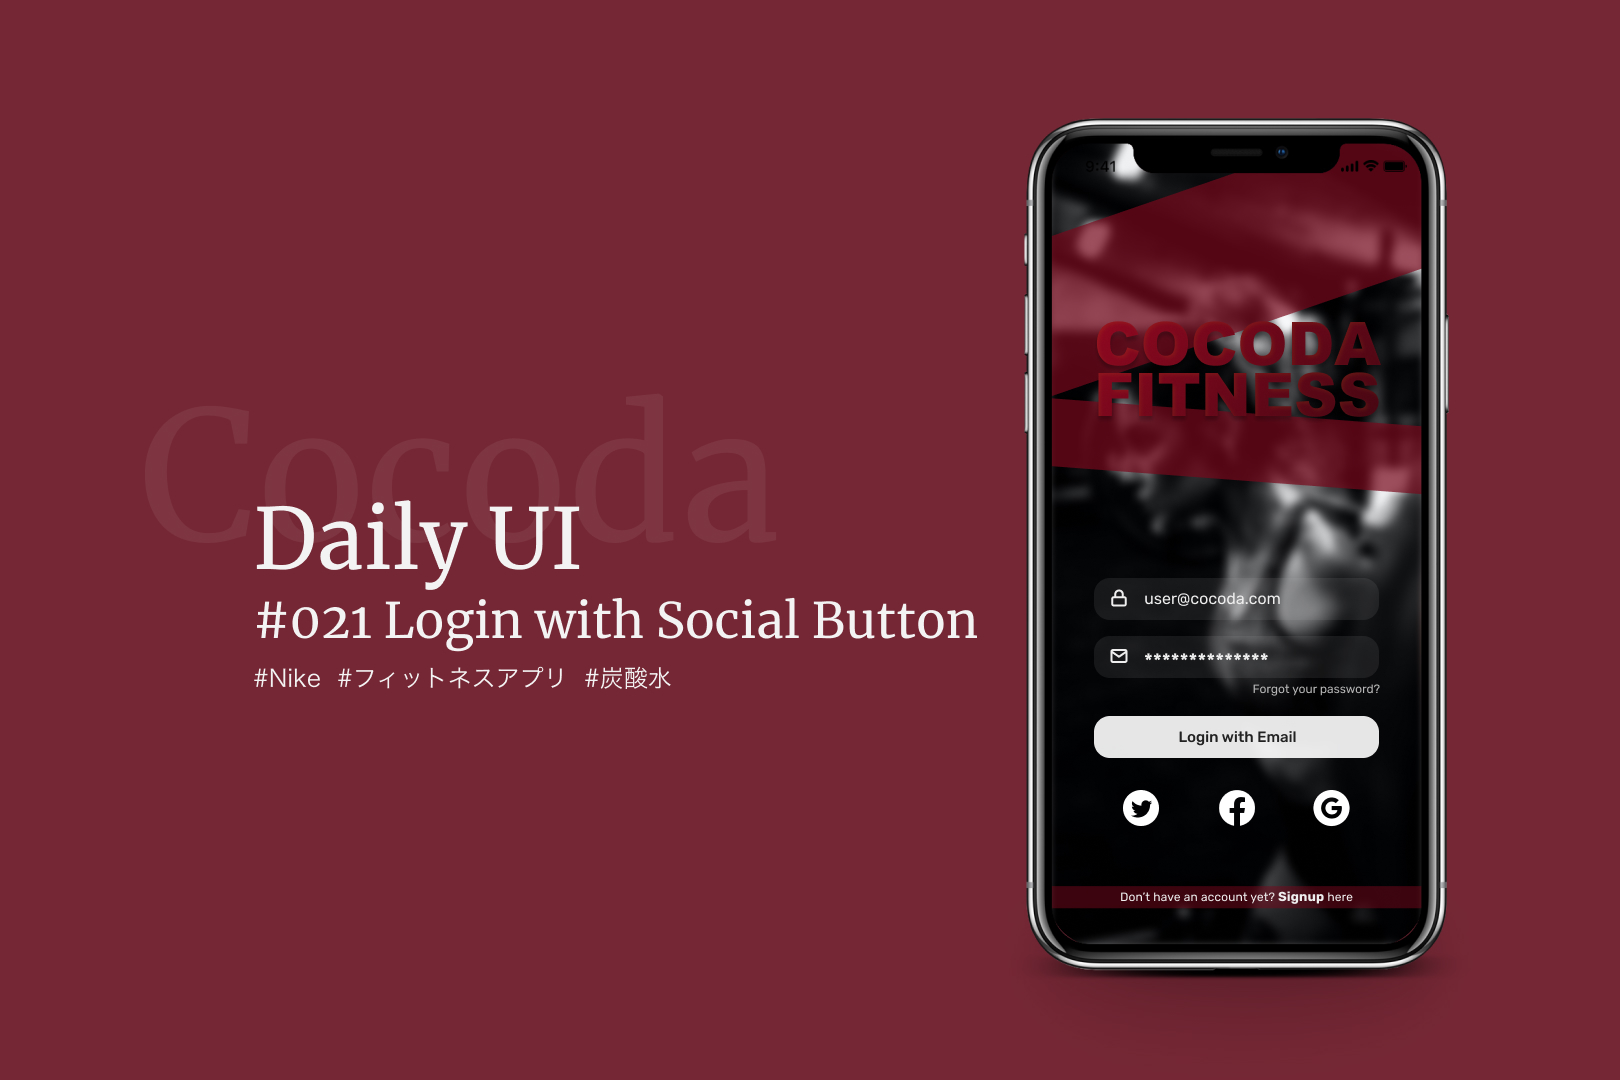 Cocoda
Daily UI
#021 Login with Social Button
#Nike #フィットネスアプリ #炭酸水
9:41
COCODA
FITNESS
user@cocoda.com
**************
Forgot your password?
Login with Email
Don't have an account yet? Signup here